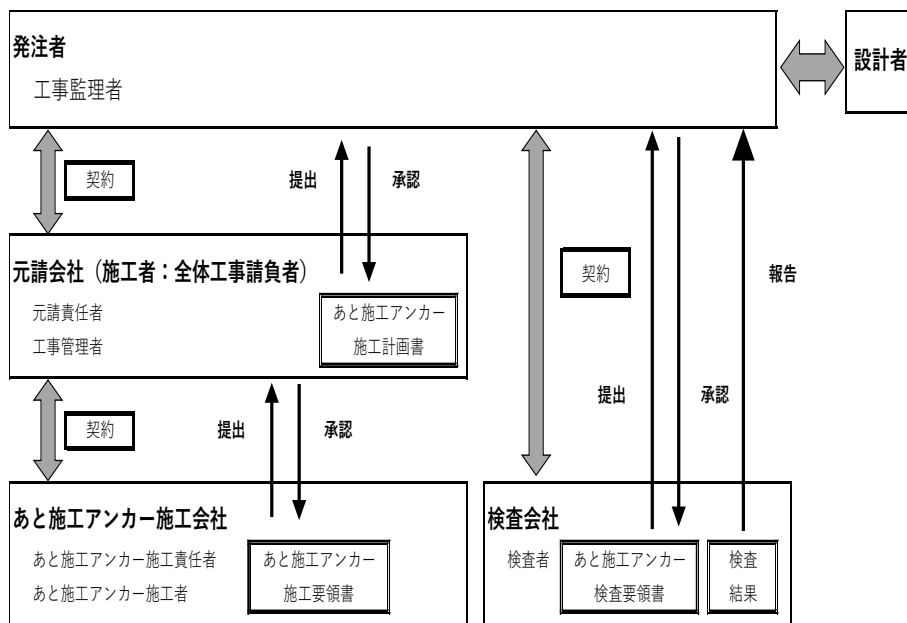 発注者
工事監理者
設計者
契約
提出
承認
元請会社（施工者：全体工事請負者）
元請責任者
工事管理者
あと施工アンカー
施工計画書
契約
報告
契約
提出
承認
提出
承認
あと施工アンカー施工会社
あと施工アンカー施工責任者
あと施工アンカー施工者
あと施工アンカー
施工要領書
検査会社
検査者
あと施工アンカー
検査要領書
検査
結果